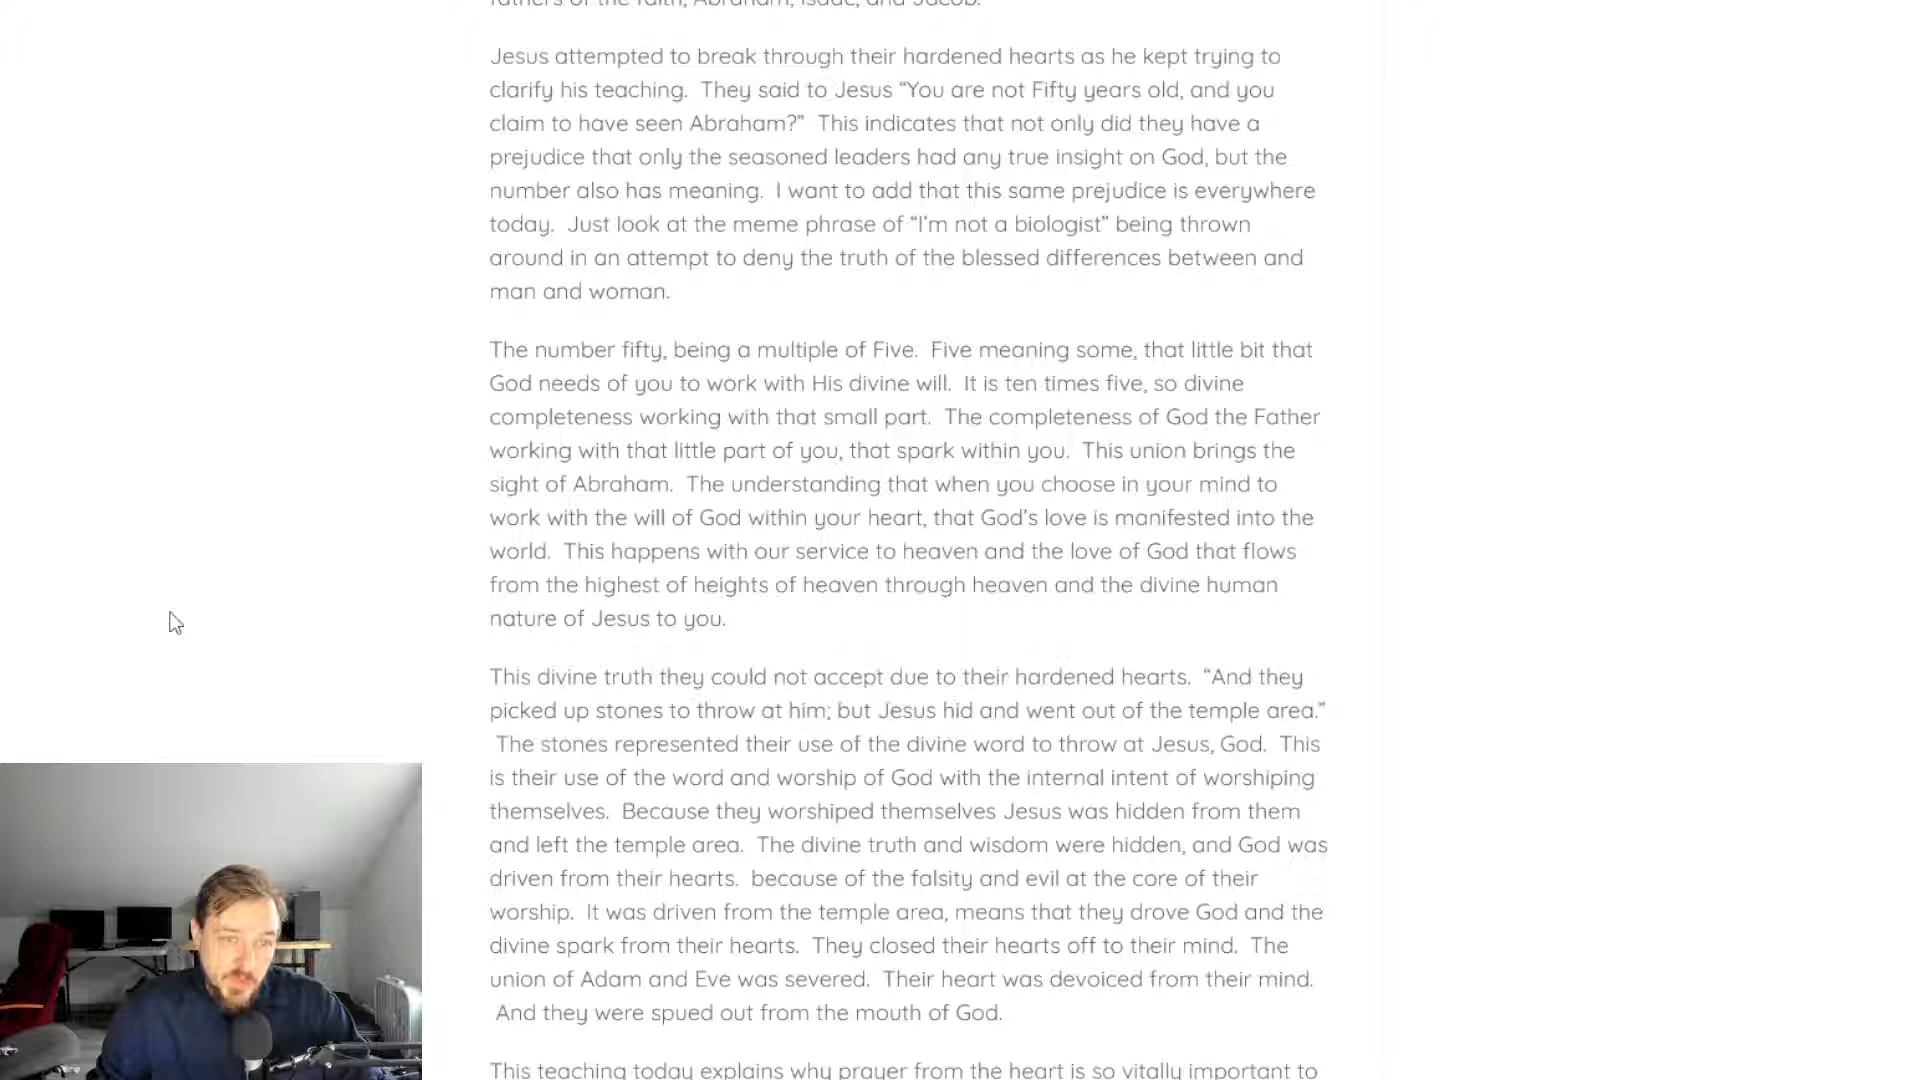 fathers of the faith, Abraham, Isaac, and Jacob.
Jesus attempted to break through their hardened hearts as he kept trying to
clarify his teaching.  They said to Jesus “You are not Fifty years old, and you
claim to have seen Abraham?”  This indicates that not only did they have a
prejudice that only the seasoned leaders had any true insight on God, but the
number also has meaning.  I want to add that this same prejudice is everywhere
today.  Just look at the meme phrase of “I’m not a biologist” being thrown
around in an attempt to deny the truth of the blessed differences between and
man and woman.
The number fifty, being a multiple of Five.  Five meaning some, that little bit that
God needs of you to work with His divine will.  It is ten times five, so divine
completeness working with that small part.  The completeness of God the Father
working with that little part of you, that spark within you.  This union brings the
sight of Abraham.  The understanding that when you choose in your mind to
work with the will of God within your heart, that God’s love is manifested into the
world.  This happens with our service to heaven and the love of God that flows
from the highest of heights of heaven through heaven and the divine human
nature of Jesus to you.
This divine truth they could not accept due to their hardened hearts.  “And they
picked up stones to throw at him; but Jesus hid and went out of the temple area.”
The stones represented their use of the divine word to throw at Jesus, God.  This
is their use of the word and worship of God with the internal intent of worshiping
themselves.  Because they worshiped themselves Jesus was hidden from them
and left the temple area.  The divine truth and wisdom were hidden, and God was
driven from their hearts.  because of the falsity and evil at the core of their
worship.  It was driven from the temple area, means that they drove God and the
divine spark from their hearts.  They closed their hearts off to their mind.  The
union of Adam and Eve was severed.  Their heart was devoiced from their mind.
And they were spued out from the mouth of God.
This teaching today explains why prayer from the heart is so vitally important to